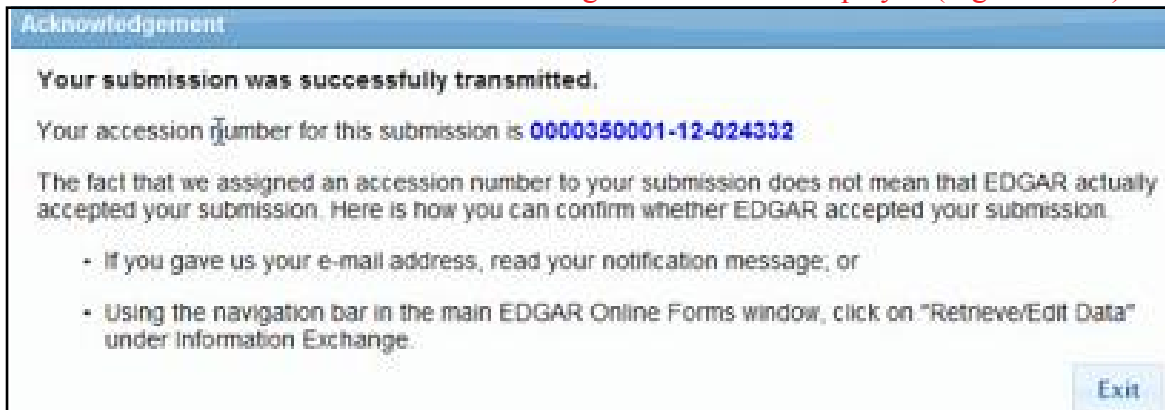 Acknowledgement
Your submission was successfully transmitted.
Your accession number for this submission is 0000350001-12-024332
The fact that we assigned an accession number to your submission does not mean that EDGAR actually
accepted your submission. Here is how you can confirm whether EDGAR accepted your submission.
• If you gave us your e-mail address, read your notification message, or
• Using the navigation bar in the main EDGAR Online Forms window, click on "Retrieve/Edit Data"
under Information Exchange.
Exit